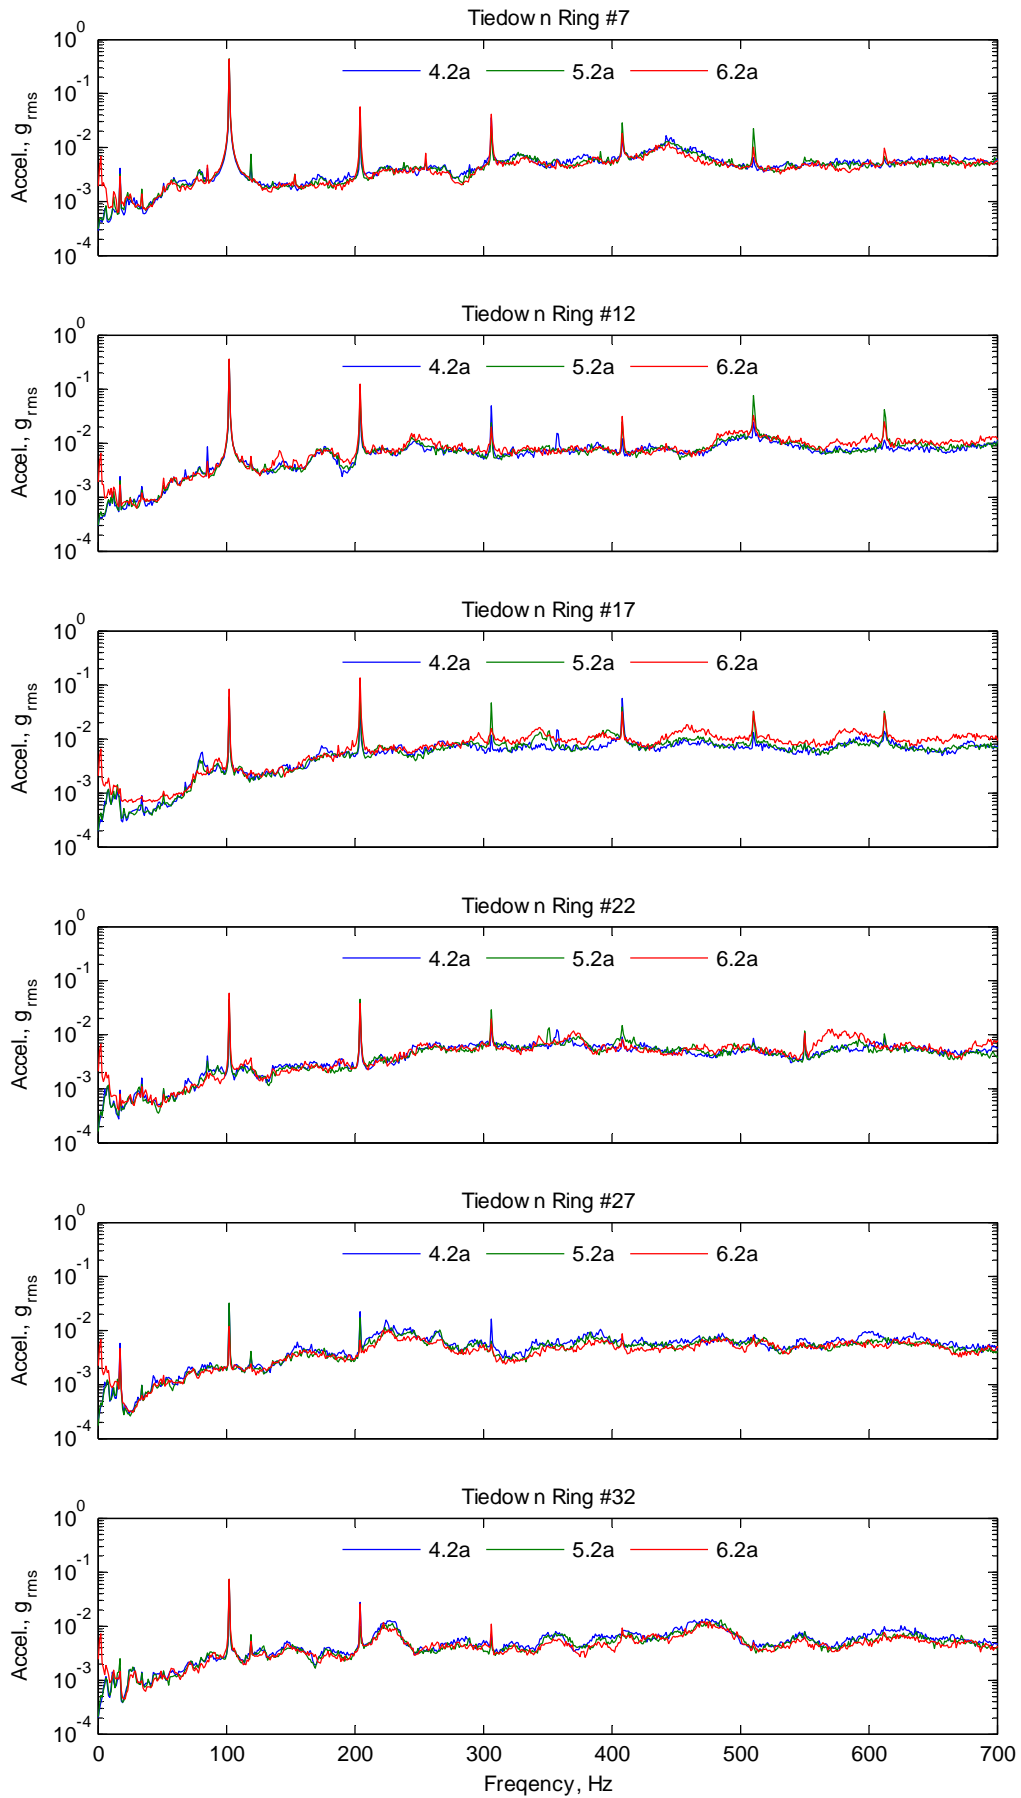 Tiedown Ring #7
10^0
4.2a 5.2a 6.2a
10^-1
10^-2
10^-3
10^-4
Accel., g_rms
Tiedown Ring #12
10^0
4.2a 5.2a 6.2a
10^-1
10^-2
10^-3
10^-4
Accel., g_rms
Tiedown Ring #17
10^0
4.2a 5.2a 6.2a
10^-1
10^-2
10^-3
10^-4
Accel., g_rms
Tiedown Ring #22
10^0
4.2a 5.2a 6.2a
10^-1
10^-2
10^-3
10^-4
Accel., g_rms
Tiedown Ring #27
10^0
4.2a 5.2a 6.2a
10^-1
10^-2
10^-3
10^-4
Accel., g_rms
Tiedown Ring #32
10^0
4.2a 5.2a 6.2a
10^-1
10^-2
10^-3
10^-4
Accel., g_rms
0 100 200 300 400 500 600 700
Freqency, Hz